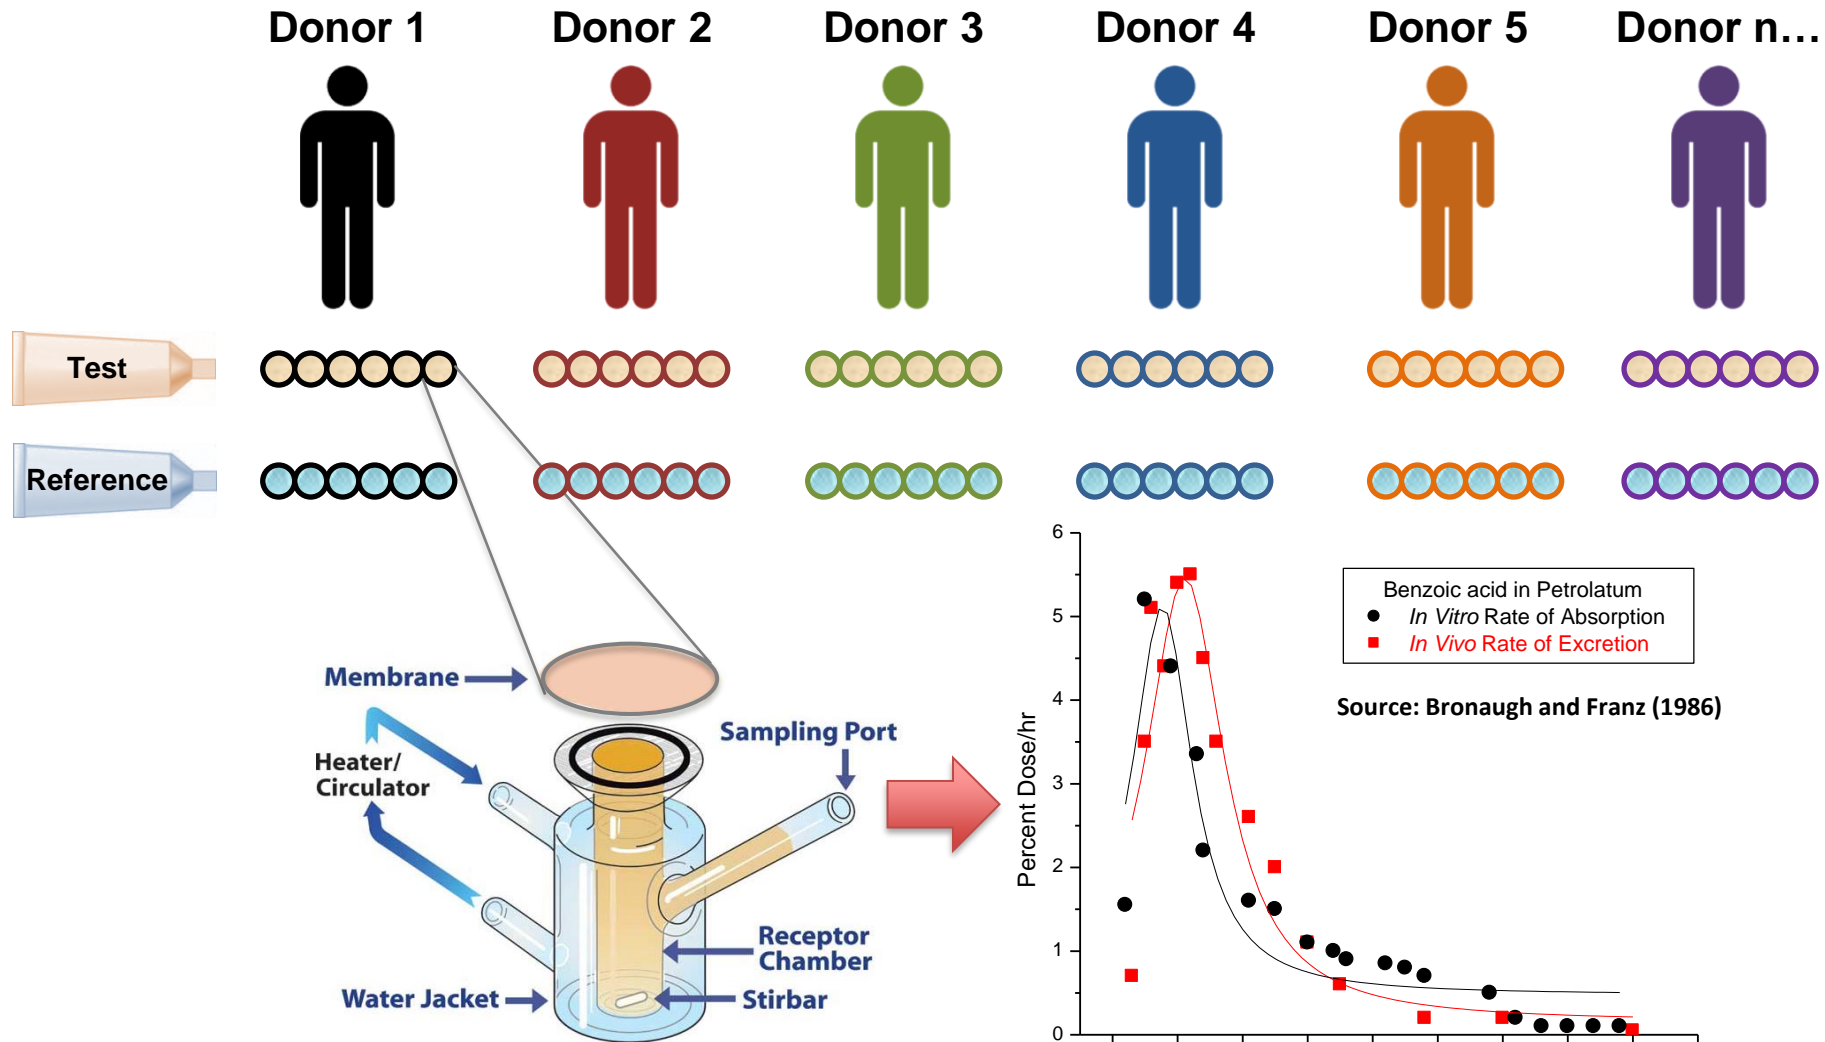 Donor 1 Donor 2 Donor 3 Donor 4 Donor 5 Donor n...
Test
Reference
Membrane
Sampling Port
Heater/
Circulator
Receptor
Chamber
Water Jacket
Stirbar
6
5
4
3
2
1
0
Percent Dose/hr
Benzoic acid in Petrolatum
In Vitro Rate of Absorption
In Vivo Rate of Excretion
Source: Bronaugh and Franz (1986)